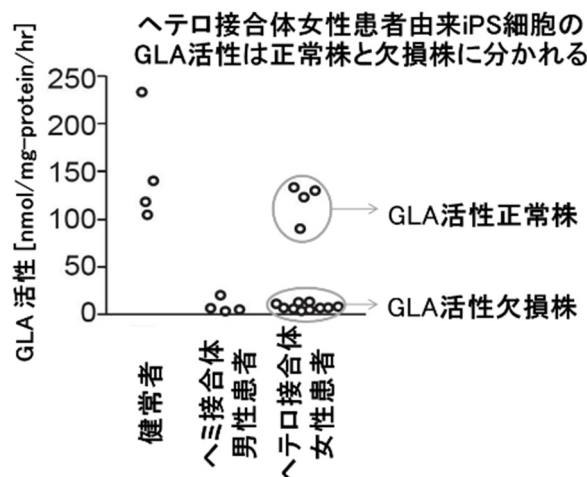 ヘテロ接合体女性患者由来iPS細胞の
GLA活性は正常株と欠損株に分かれる
GLA 活性 [nmol/mg-protein/hr]
250
200
150
100
50
0
GLA活性正常株
GLA活性欠損株
健常者
ヘミ接合体
男性患者
ヘテロ接合体
女性患者